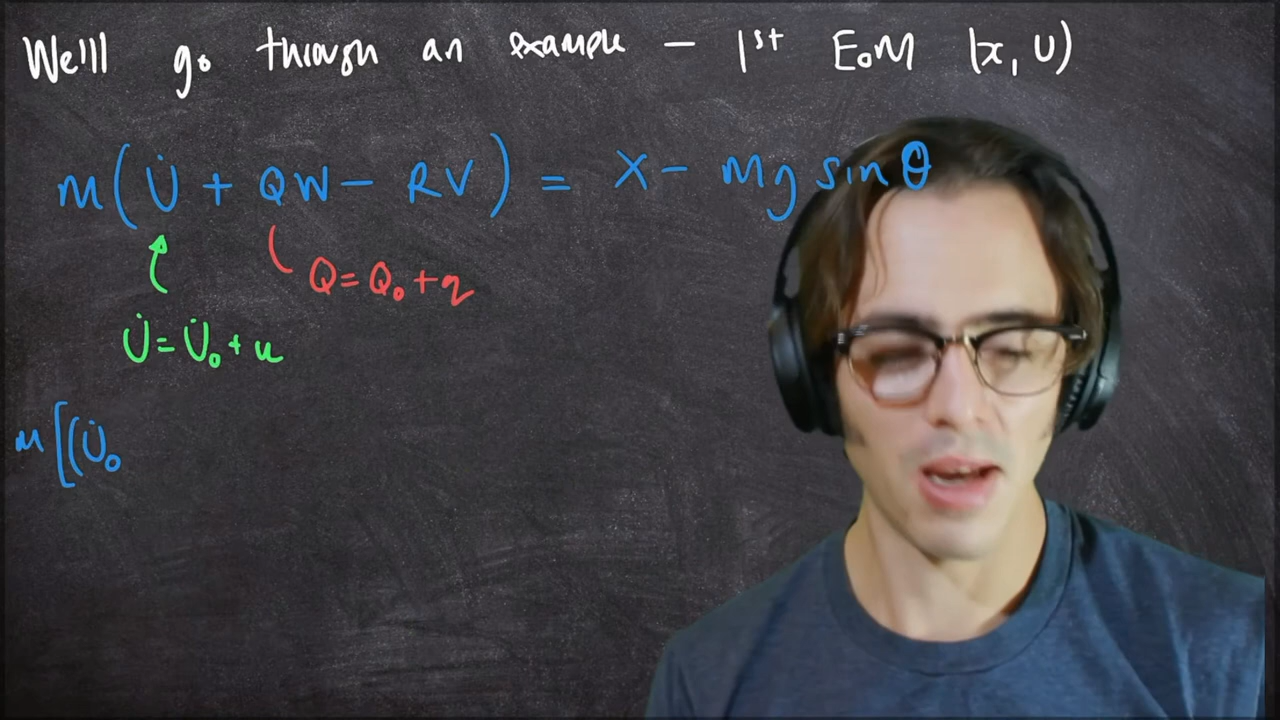 We'll go through an example – 1st EoM (x, U)
m(U̇ + QW – RV) = X – mg sin θ
Q = Q₀ + q
U̇ = U̇₀ + u
m[(U̇₀